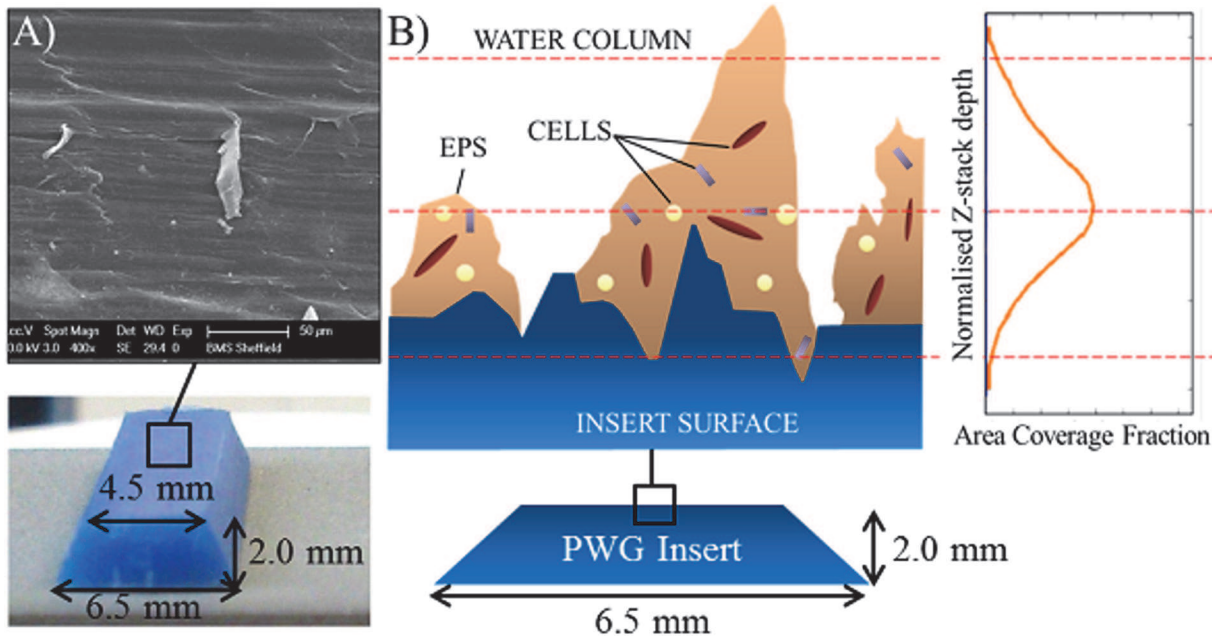 A)
.cc.V Spot Magn Det WD Exp 50 µm
0.0 kV 3.0 400x SE 29.4 0 BMS Sheffield
4.5 mm
2.0 mm
6.5 mm
B)
WATER COLUMN
CELLS
EPS
INSERT SURFACE
PWG Insert
2.0 mm
6.5 mm
Normalised Z-stack depth
Area Coverage Fraction